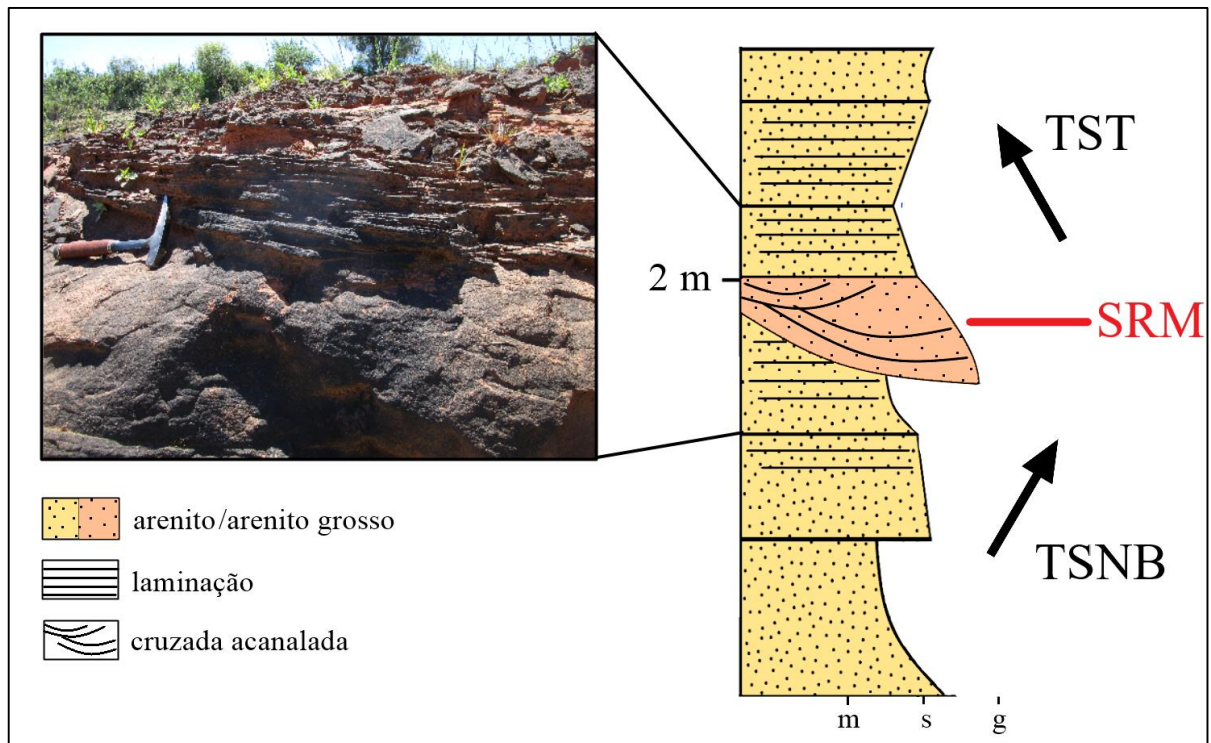 TST
2 m
SRM
TSNB
arenito/arenito grosso
laminação
cruzada acanalada
m s g